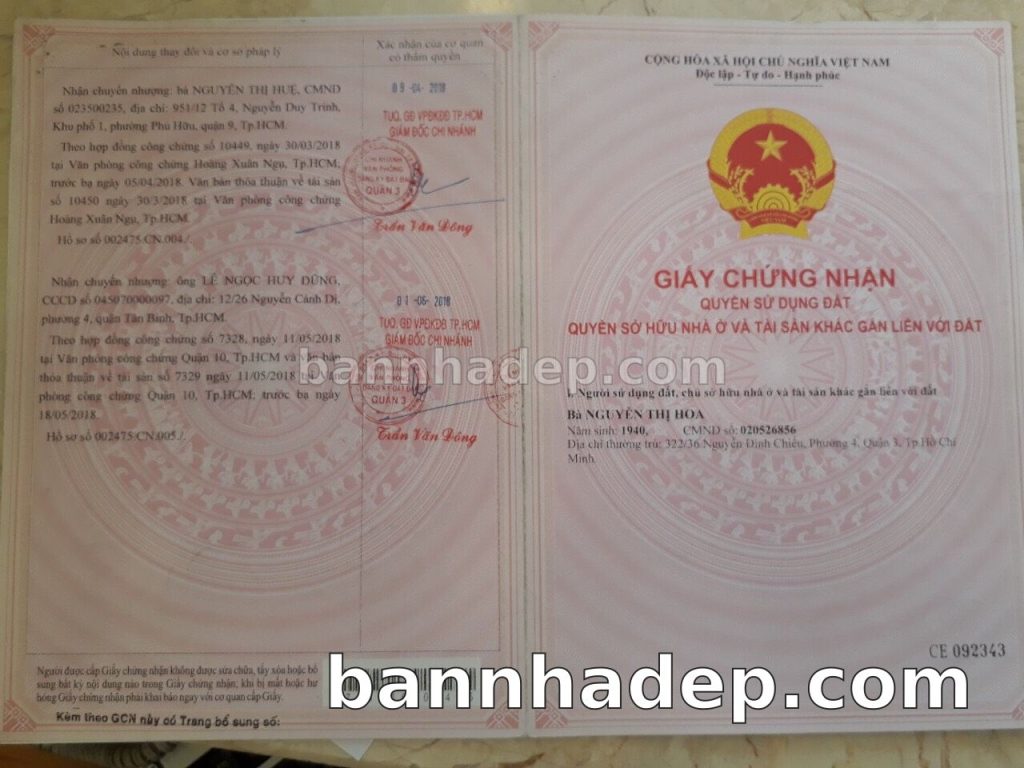 Nội dung thay đổi và cơ sở pháp lý
Xác nhận của cơ quan
có thẩm quyền
Nhận chuyển nhượng: bà NGUYỄN THỊ HUỆ, CMND
số 023500235, địa chỉ: 951/12 Tổ 4, Nguyễn Duy Trinh,
Khu phố 1, phường Phú Hữu, quận 9, Tp.HCM.
Theo hợp đồng công chứng số 10449, ngày 30/03/2018
tại Văn phòng công chứng Hoàng Xuân Ngụ, Tp.HCM;
trước bạ ngày 05/04/2018. Văn bản thỏa thuận về tài sản
số 10450 ngày 30/3/2018 tại Văn phòng công chứng
Hoàng Xuân Ngụ, Tp.HCM.
Hồ sơ số 002475.CN.004./.
09-04-2018
TUQ. GĐ VPĐKĐĐ TP.HCM
GIÁM ĐỐC CHI NHÁNH
CHI NHÁNH
VĂN PHÒNG
ĐĂNG KÝ ĐẤT ĐAI
QUẬN 3
Trần Văn Đông
Nhận chuyển nhượng: ông LÊ NGỌC HUY DŨNG,
CCCD số 045070000097, địa chỉ: 12/26 Nguyễn Cảnh Dị,
phường 4, quận Tân Bình, Tp.HCM.
Theo hợp đồng công chứng số 7328, ngày 11/05/2018
tại Văn phòng công chứng Quận 10, Tp.HCM và văn bản
thỏa thuận về tài sản số 7329 ngày 11/05/2018 tại Văn
phòng công chứng Quận 10, Tp.HCM; trước bạ ngày
18/05/2018.
Hồ sơ số 002475.CN.005./.
01-06-2018
TUQ. GĐ VPĐKĐĐ TP.HCM
GIÁM ĐỐC CHI NHÁNH
VĂN PHÒNG
ĐĂNG KÝ ĐẤT ĐAI
QUẬN 3
Trần Văn Đông
Người được cấp Giấy chứng nhận không được sửa chữa, tẩy xóa hoặc bổ
sung bất kỳ nội dung nào trong Giấy chứng nhận; khi bị mất hoặc hư
hỏng Giấy chứng nhận phải khai báo ngay với cơ quan cấp Giấy.
Kèm theo GCN này có Trang bổ sung số:
CỘNG HÒA XÃ HỘI CHỦ NGHĨA VIỆT NAM
Độc lập - Tự do - Hạnh phúc
GIẤY CHỨNG NHẬN
QUYỀN SỬ DỤNG ĐẤT
QUYỀN SỞ HỮU NHÀ Ở VÀ TÀI SẢN KHÁC GẮN LIỀN VỚI ĐẤT
bannhadep.com
I. Người sử dụng đất, chủ sở hữu nhà ở và tài sản khác gắn liền với đất
Bà NGUYỄN THỊ HOA
Năm sinh: 1940, CMND số: 020526856
Địa chỉ thường trú: 322/36 Nguyễn Đình Chiểu, Phường 4, Quận 3, Tp.Hồ Chí
Minh.
CE 092343
bannhadep.com